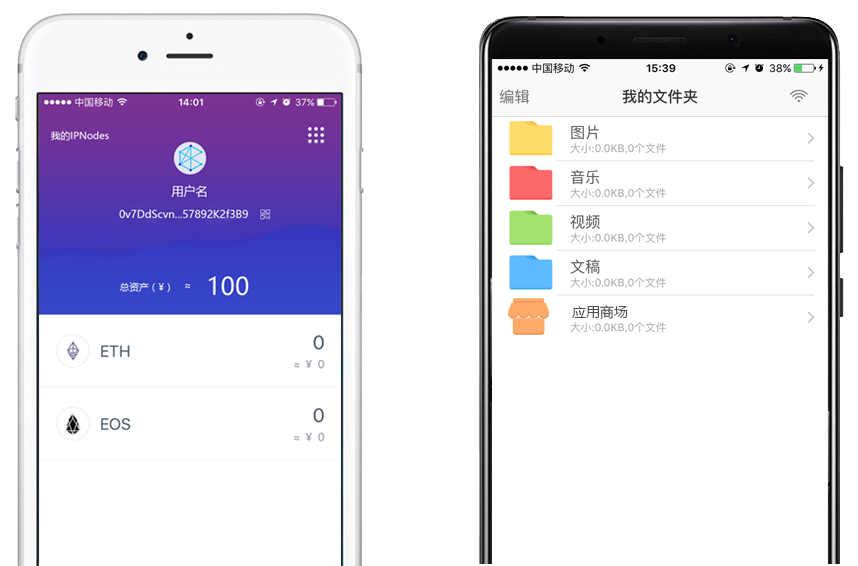 中国移动 14:01 37%
我的IPNodes
用户名
0v7DdScvn...57892K2f3B9
总资产 (¥) ≈ 100
ETH 0
≈ ¥ 0
EOS 0
≈ ¥ 0
中国移动 15:39 38%
编辑 我的文件夹
图片
大小:0.0KB,0个文件
音乐
大小:0.0KB,0个文件
视频
大小:0.0KB,0个文件
文稿
大小:0.0KB,0个文件
应用商场
大小:0.0KB,0个文件